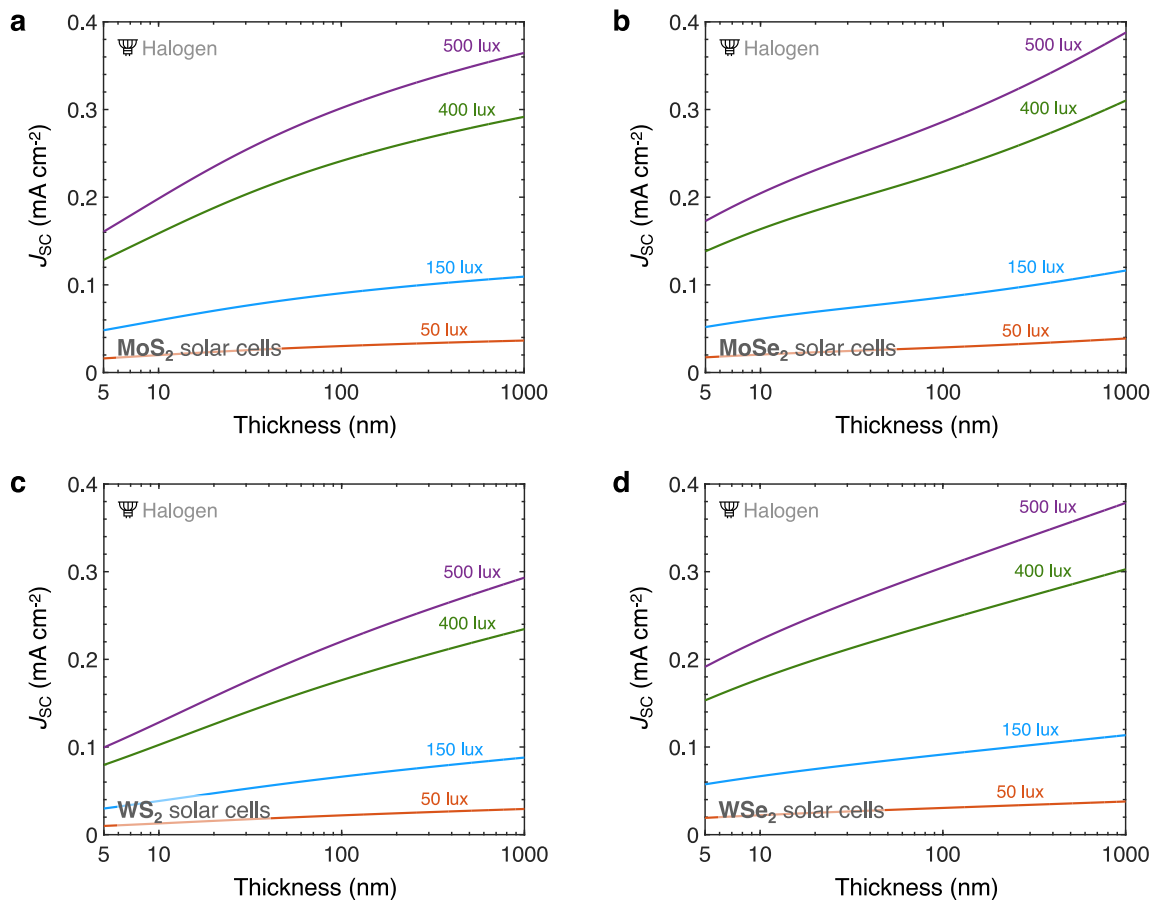 a
Halogen
500 lux
400 lux
150 lux
50 lux
MoS2 solar cells
JSC (mA cm-2)
0.4
0.3
0.2
0.1
0
5 10 100 1000
Thickness (nm)
b
Halogen
500 lux
400 lux
150 lux
50 lux
MoSe2 solar cells
JSC (mA cm-2)
0.4
0.3
0.2
0.1
0
5 10 100 1000
Thickness (nm)
c
Halogen
500 lux
400 lux
150 lux
50 lux
WS2 solar cells
JSC (mA cm-2)
0.4
0.3
0.2
0.1
0
5 10 100 1000
Thickness (nm)
d
Halogen
500 lux
400 lux
150 lux
50 lux
WSe2 solar cells
JSC (mA cm-2)
0.4
0.3
0.2
0.1
0
5 10 100 1000
Thickness (nm)